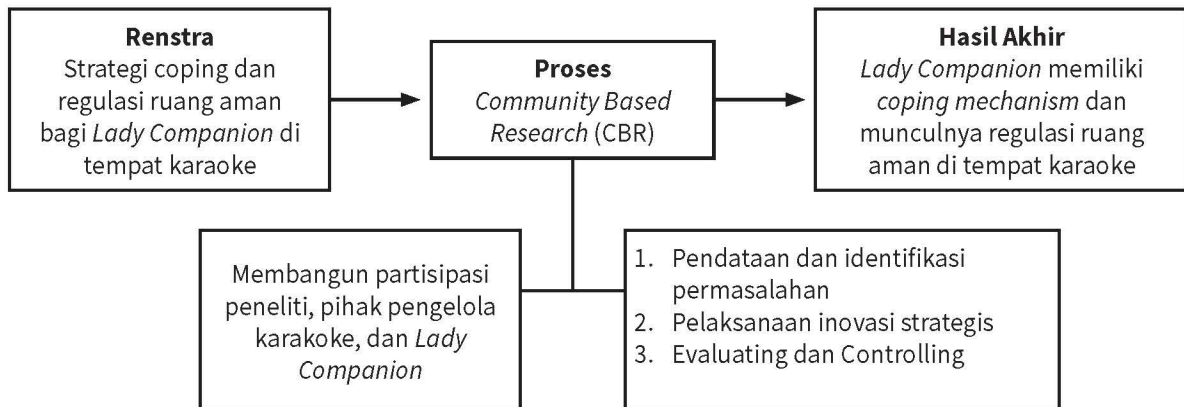 Renstra
Strategi coping dan
regulasi ruang aman
bagi Lady Companion di
tempat karaoke
Proses
Community Based
Research (CBR)
Hasil Akhir
Lady Companion memiliki
coping mechanism dan
munculnya regulasi ruang
aman di tempat karaoke
Membangun partisipasi
peneliti, pihak pengelola
karakoke, dan Lady
Companion
1. Pendataan dan identifikasi
permasalahan
2. Pelaksanaan inovasi strategis
3. Evaluating dan Controlling